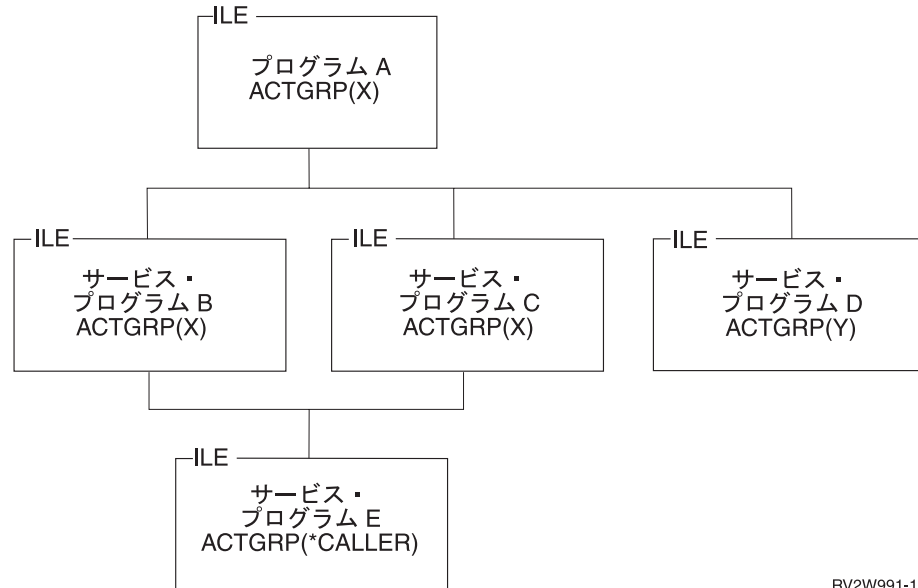 ILE
プログラム A
ACTGRP(X)
ILE
サービス・
プログラム B
ACTGRP(X)
ILE
サービス・
プログラム C
ACTGRP(X)
ILE
サービス・
プログラム D
ACTGRP(Y)
ILE
サービス・
プログラム E
ACTGRP(*CALLER)
RV2W991-1